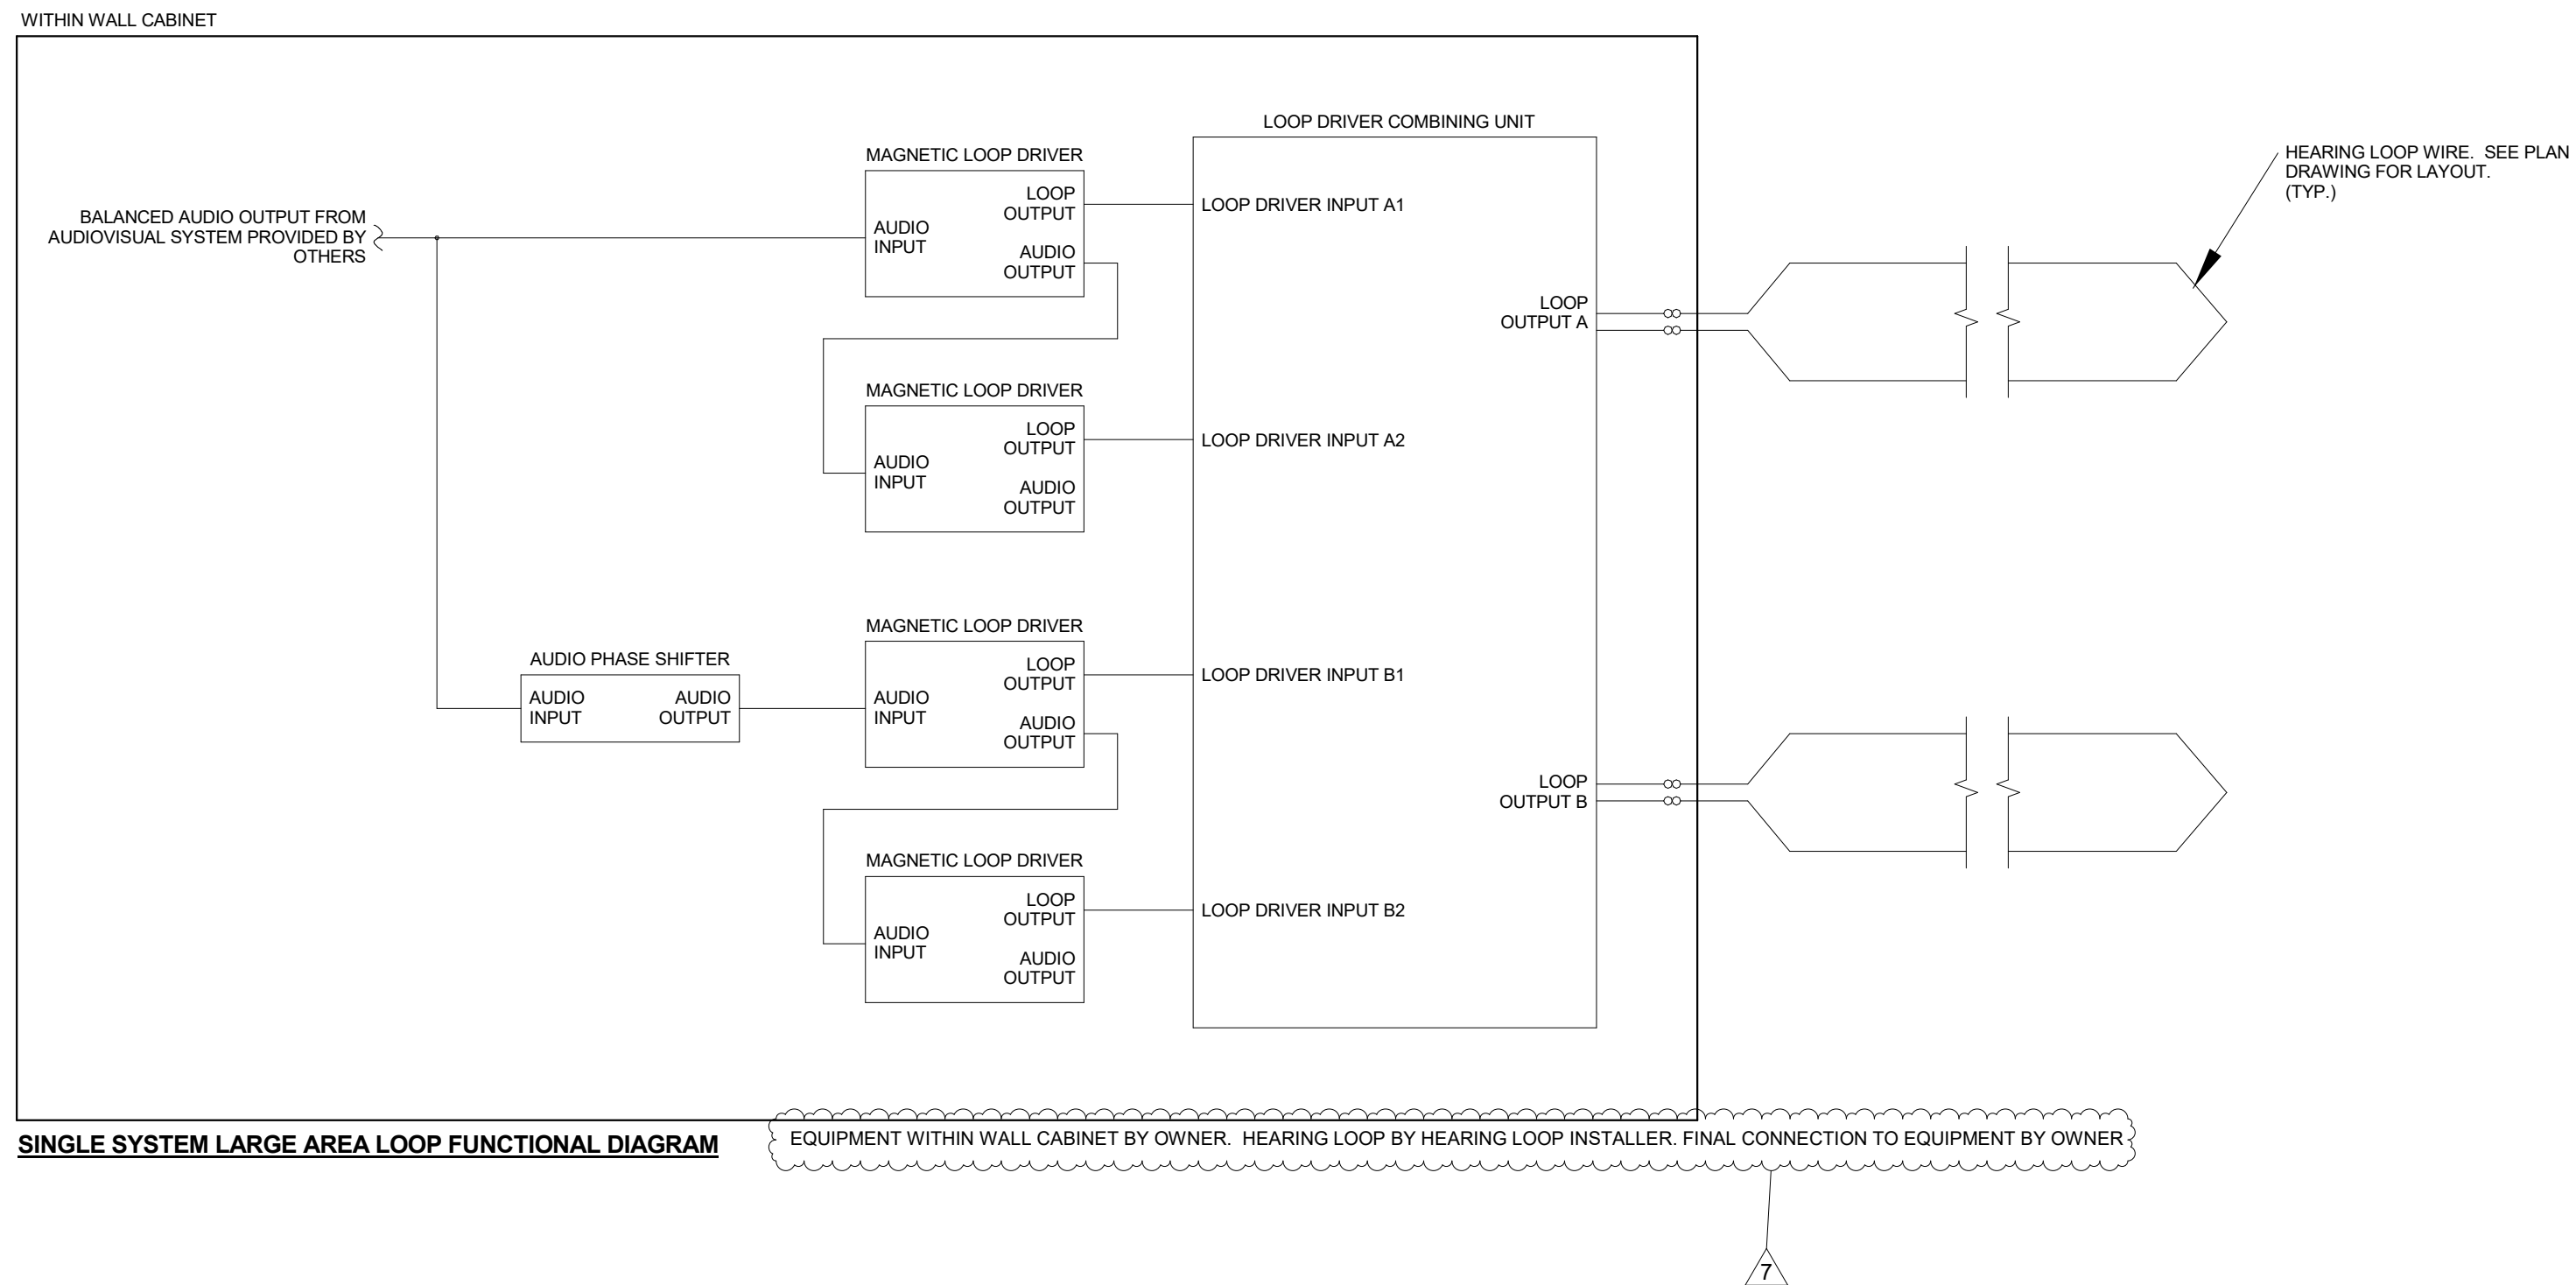 WITHIN WALL CABINET
LOOP DRIVER COMBINING UNIT
MAGNETIC LOOP DRIVER
HEARING LOOP WIRE.  SEE PLAN
DRAWING FOR LAYOUT.
(TYP.)
BALANCED AUDIO OUTPUT FROM
AUDIOVISUAL SYSTEM PROVIDED BY
OTHERS
AUDIO
INPUT
LOOP
OUTPUT
AUDIO
OUTPUT
LOOP DRIVER INPUT A1
LOOP
OUTPUT A
MAGNETIC LOOP DRIVER
AUDIO
INPUT
LOOP
OUTPUT
AUDIO
OUTPUT
LOOP DRIVER INPUT A2
MAGNETIC LOOP DRIVER
AUDIO PHASE SHIFTER
AUDIO
INPUT
AUDIO
OUTPUT
AUDIO
INPUT
LOOP
OUTPUT
AUDIO
OUTPUT
LOOP DRIVER INPUT B1
LOOP
OUTPUT B
MAGNETIC LOOP DRIVER
AUDIO
INPUT
LOOP
OUTPUT
AUDIO
OUTPUT
LOOP DRIVER INPUT B2
SINGLE SYSTEM LARGE AREA LOOP FUNCTIONAL DIAGRAM
EQUIPMENT WITHIN WALL CABINET BY OWNER.  HEARING LOOP BY HEARING LOOP INSTALLER. FINAL CONNECTION TO EQUIPMENT BY OWNER
7